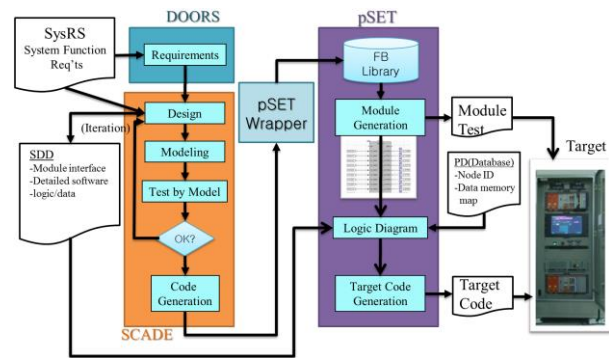 DOORS
pSET
SysRS
System Function
Req'ts
Requirements
FB
Library
pSET
Wrapper
Design
(Iteration)
Module
Generation
Module
Test
Target
SDD
-Module interface
-Detailed software
-logic/data
Modeling
Test by Model
PD(Database)
-Node ID
-Data memory
map
OK?
Logic Diagram
Code
Generation
Target Code
Generation
Target
Code
SCADE